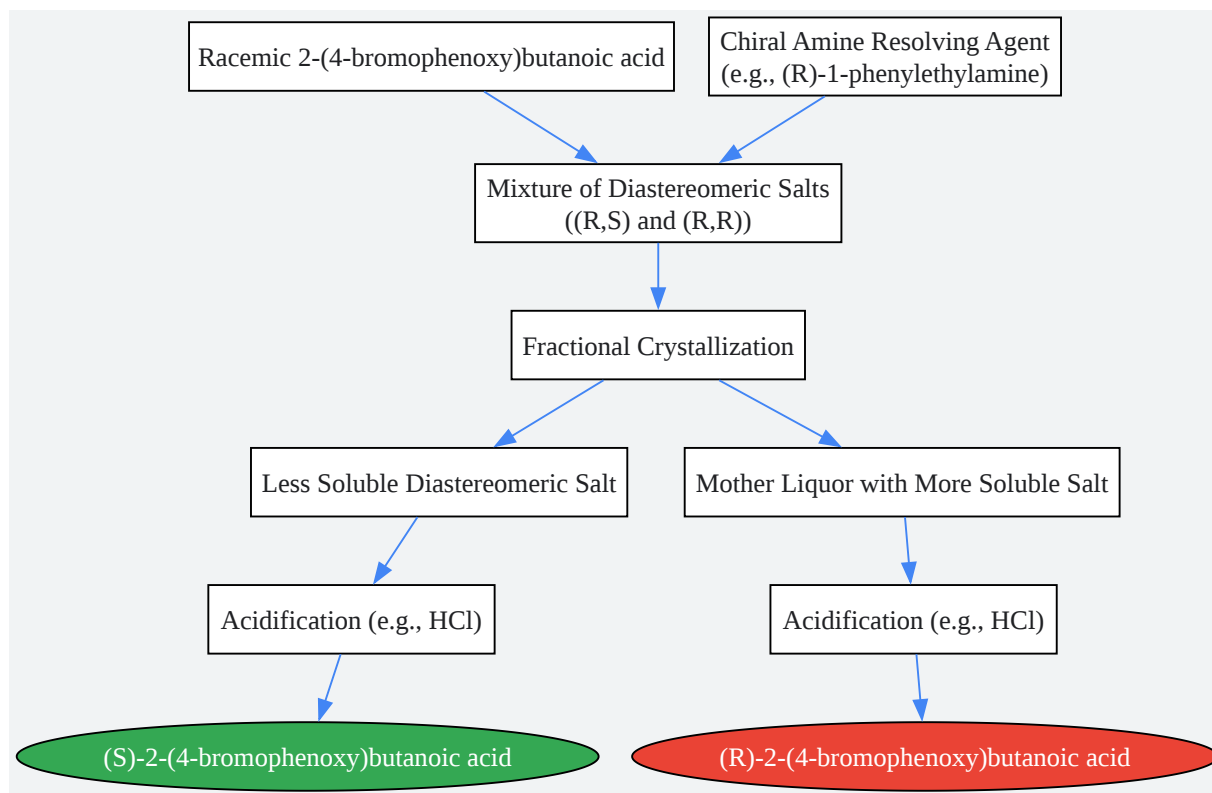 Racemic 2-(4-bromophenoxy)butanoic acid
Chiral Amine Resolving Agent
(e.g., (R)-1-phenylethylamine)
Mixture of Diastereomeric Salts
((R,S) and (R,R))
Fractional Crystallization
Less Soluble Diastereomeric Salt
Mother Liquor with More Soluble Salt
Acidification (e.g., HCl)
Acidification (e.g., HCl)
(S)-2-(4-bromophenoxy)butanoic acid
(R)-2-(4-bromophenoxy)butanoic acid